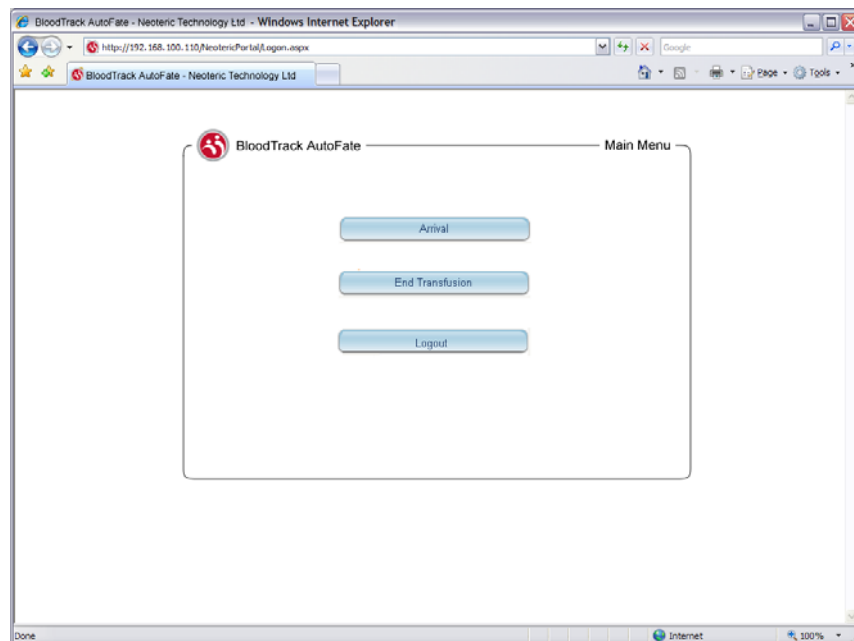 BloodTrack AutoFate - Neoteric Technology Ltd - Windows Internet Explorer
http://192.168.100.110/NeotericPortal/Logon.aspx
Google
BloodTrack AutoFate - Neoteric Technology Ltd
Page
Tools
BloodTrack AutoFate
Main Menu
Arrival
End Transfusion
Logout
Done
Internet
100%